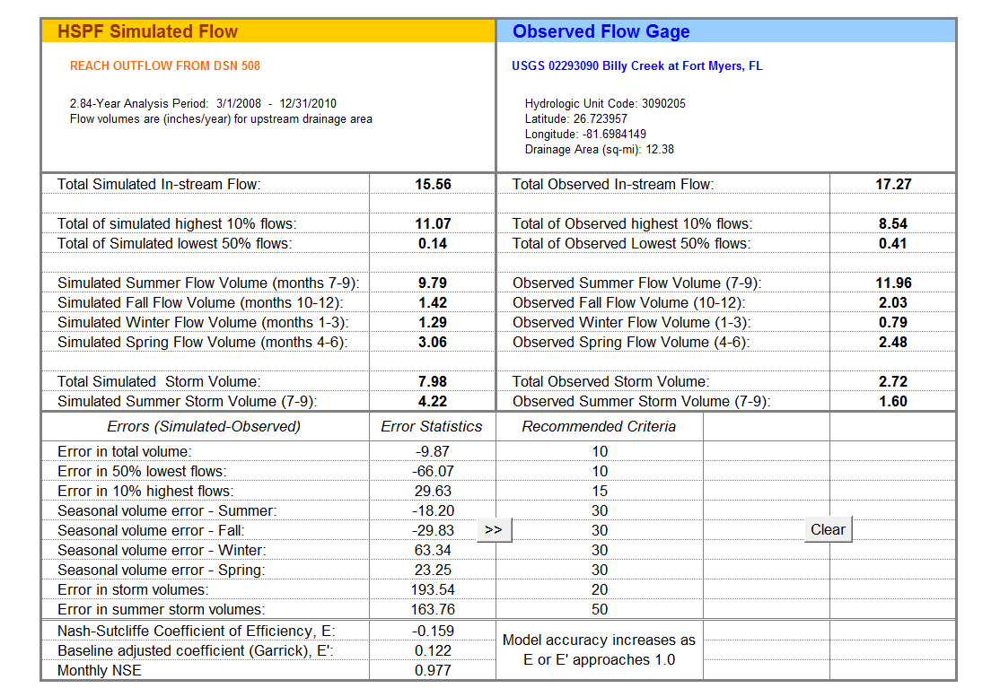 HSPF Simulated Flow Observed Flow Gage
REACH OUTFLOW FROM DSN 508 USGS 02293090 Billy Creek at Fort Myers, FL
2.84-Year Analysis Period: 3/1/2008 - 12/31/2010 Hydrologic Unit Code: 3090205
Flow volumes are (inches/year) for upstream drainage area Latitude: 26.723957
Longitude: -81.6984149
Drainage Area (sq-mi): 12.38
Total Simulated In-stream Flow: 15.56 Total Observed In-stream Flow: 17.27
Total of simulated highest 10% flows: 11.07 Total of Observed highest 10% flows: 8.54
Total of Simulated lowest 50% flows: 0.14 Total of Observed Lowest 50% flows: 0.41
Simulated Summer Flow Volume (months 7-9): 9.79 Observed Summer Flow Volume (7-9): 11.96
Simulated Fall Flow Volume (months 10-12): 1.42 Observed Fall Flow Volume (10-12): 2.03
Simulated Winter Flow Volume (months 1-3): 1.29 Observed Winter Flow Volume (1-3): 0.79
Simulated Spring Flow Volume (months 4-6): 3.06 Observed Spring Flow Volume (4-6): 2.48
Total Simulated Storm Volume: 7.98 Total Observed Storm Volume: 2.72
Simulated Summer Storm Volume (7-9): 4.22 Observed Summer Storm Volume (7-9): 1.60
Errors (Simulated-Observed) Error Statistics Recommended Criteria
Error in total volume: -9.87 10
Error in 50% lowest flows: -66.07 10
Error in 10% highest flows: 29.63 15
Seasonal volume error - Summer: -18.20 30
Seasonal volume error - Fall: -29.83 >> 30 Clear
Seasonal volume error - Winter: 63.34 30
Seasonal volume error - Spring: 23.25 30
Error in storm volumes: 193.54 20
Error in summer storm volumes: 163.76 50
Nash-Sutcliffe Coefficient of Efficiency, E: -0.159 Model accuracy increases as
Baseline adjusted coefficient (Garrick), E': 0.122 E or E' approaches 1.0
Monthly NSE 0.977